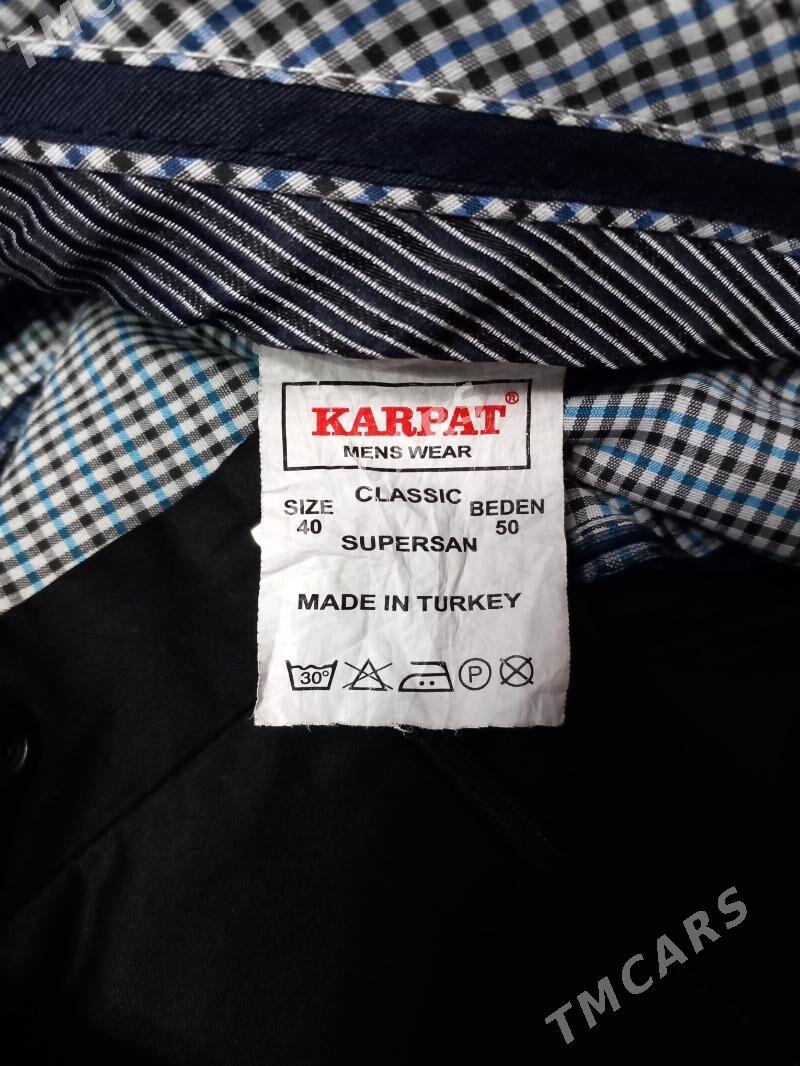 TMCARS
KARPAT®
MENS WEAR
CLASSIC
SIZE BEDEN
40 50
SUPERSAN
MADE IN TURKEY
30° P
TMCARS